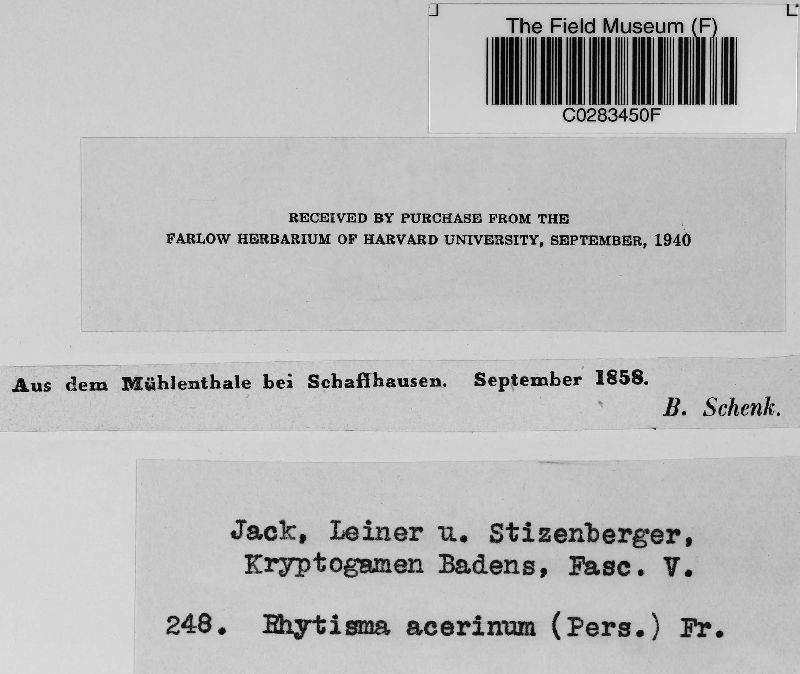 The Field Museum (F)
C0283450F
RECEIVED BY PURCHASE FROM THE
FARLOW HERBARIUM OF HARVARD UNIVERSITY, SEPTEMBER, 1940
Aus dem Mühlenthale bei Schaffhausen. September 1858.
B. Schenk.
Jack, Leiner u. Stizenberger,
Kryptogamen Badens, Fasc. V.
248. Rhytisma acerinum (Pers.) Fr.